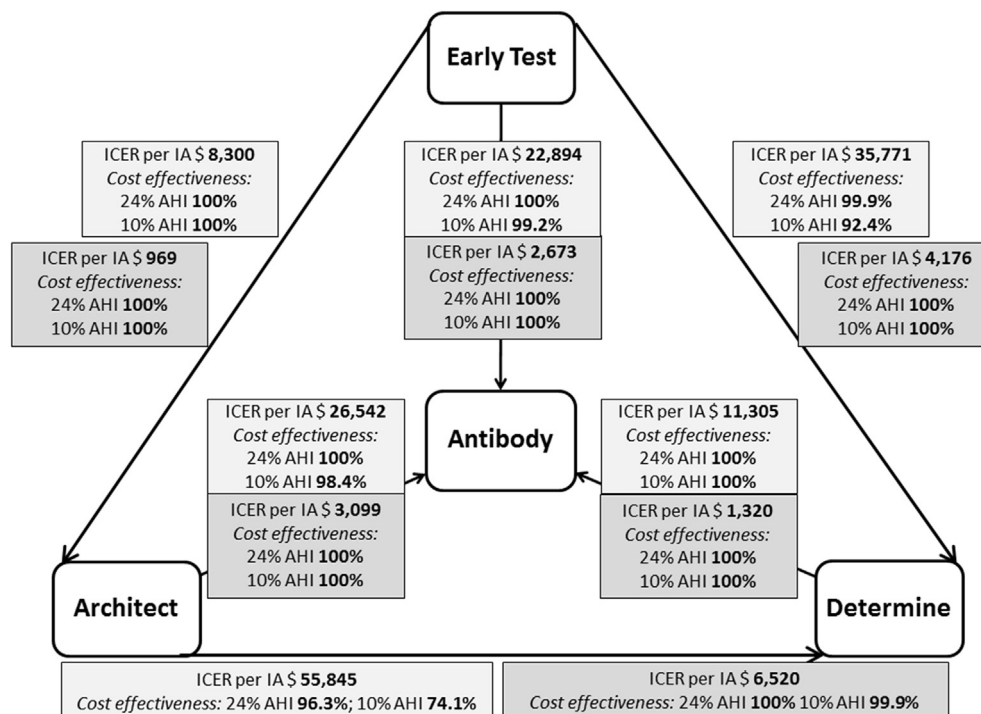 Early Test
ICER per IA $ 8,300
Cost effectiveness:
24% AHI 100%
10% AHI 100%
ICER per IA $ 22,894
Cost effectiveness:
24% AHI 100%
10% AHI 99.2%
ICER per IA $ 35,771
Cost effectiveness:
24% AHI 99.9%
10% AHI 92.4%
ICER per IA $ 969
Cost effectiveness:
24% AHI 100%
10% AHI 100%
ICER per IA $ 2,673
Cost effectiveness:
24% AHI 100%
10% AHI 100%
ICER per IA $ 4,176
Cost effectiveness:
24% AHI 100%
10% AHI 100%
ICER per IA $ 26,542
Cost effectiveness:
24% AHI 100%
10% AHI 98.4%
Antibody
ICER per IA $ 11,305
Cost effectiveness:
24% AHI 100%
10% AHI 100%
ICER per IA $ 3,099
Cost effectiveness:
24% AHI 100%
10% AHI 100%
ICER per IA $ 1,320
Cost effectiveness:
24% AHI 100%
10% AHI 100%
Architect
Determine
ICER per IA $ 55,845
Cost effectiveness: 24% AHI 96.3%; 10% AHI 74.1%
ICER per IA $ 6,520
Cost effectiveness: 24% AHI 100% 10% AHI 99.9%